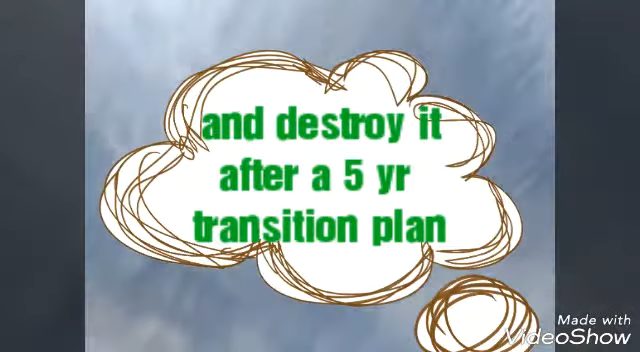 and destroy it
after a 5 yr
transition plan
Made with
VideoShow